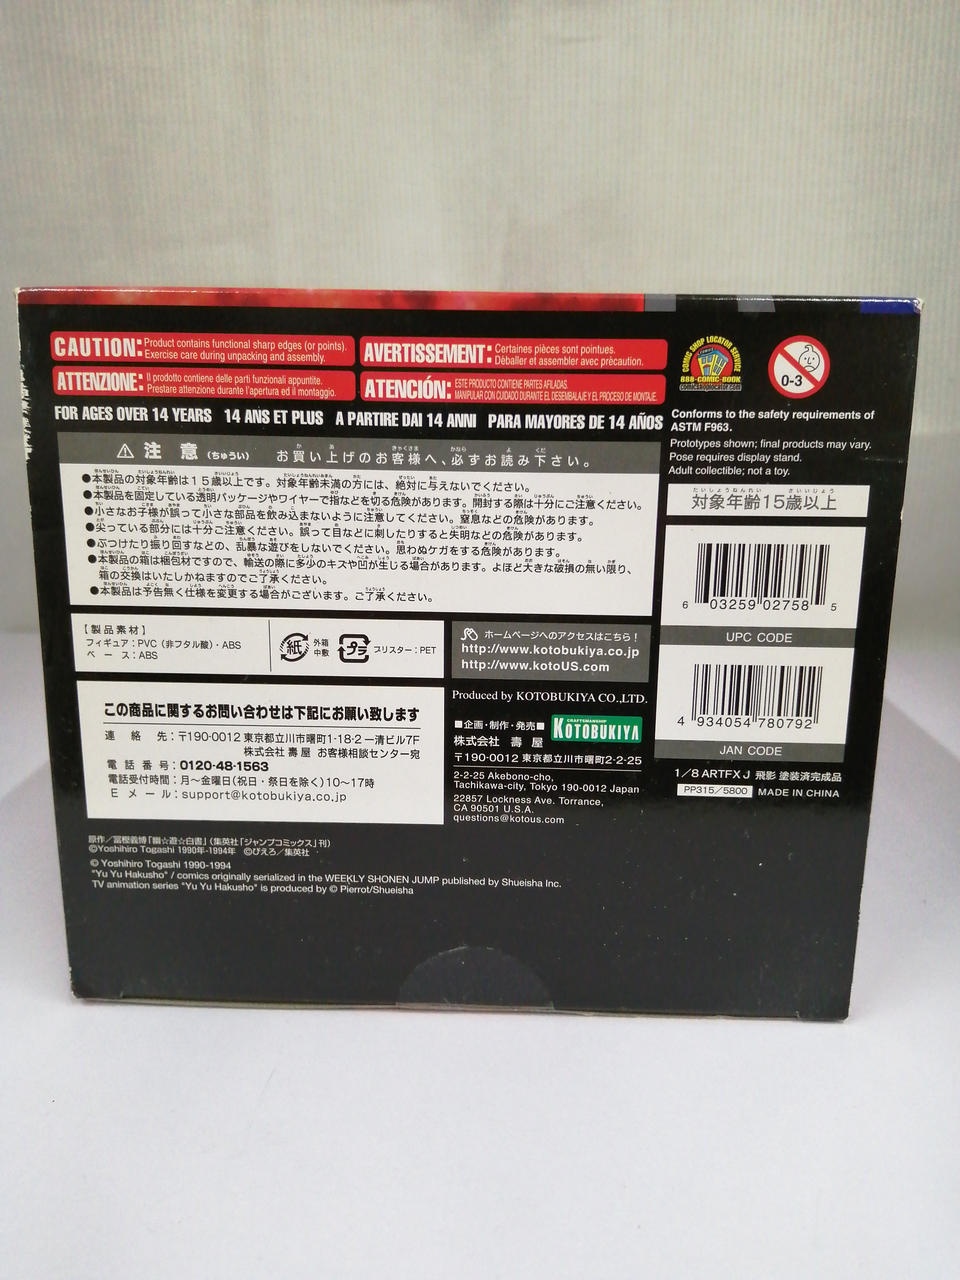 CAUTION: Product contains functional sharp edges (or points).
Exercise care during unpacking and assembly.
AVERTISSEMENT: Certaines pièces sont pointues.
Déballer et assembler avec précaution.
ATTENZIONE: Il prodotto contiene delle parti funzionali appuntite.
Prestare attenzione durante l'apertura ed il montaggio.
ATENCIÓN: ESTE PRODUCTO CONTIENE PARTES AFILADAS.
MANIPULAR CON CUIDADO DURANTE EL DESEMBALAJE Y EL PROCESO DE MONTAJE.
FOR AGES OVER 14 YEARS 14 ANS ET PLUS A PARTIRE DAI 14 ANNI PARA MAYORES DE 14 AÑOS
COMIC SHOP LOCATOR SERVICE
888-COMIC-BOOK
comicshoplocator.com
0-3
Conforms to the safety requirements of
ASTM F963.
Prototypes shown; final products may vary.
Pose requires display stand.
Adult collectible; not a toy.
対象年齢15歳以上
⚠注意(ちゅうい) お買い上げのお客様へ、必ずお読み下さい。
●本製品の対象年齢は15歳以上です。対象年齢未満の方には、絶対に与えないでください。
●本製品を固定している透明パッケージやワイヤーで指などを切る危険があります。開封する際は十分にご注意ください。
●小さなお子様が誤って小さな部品を飲み込まないように注意してください。窒息などの危険があります。
●尖っている部分には十分ご注意ください。誤って目などに刺したりすると失明などの危険があります。
●ぶつけたり振り回すなどの、乱暴な遊びをしないでください。思わぬケガをする危険があります。
●本製品の箱は梱包材ですので、輸送の際に多少のキズや凹が生じる場合があります。よほど大きな破損の無い限り、
箱の交換はいたしかねますのでご了承ください。
●本製品は予告無く仕様を変更する場合がございます。ご了承ください。
【製品素材】
フィギュア：PVC（非フタル酸）・ABS
ベース：ABS
紙
外箱
中敷
プラ
ブリスター：PET
ホームページへのアクセスはこちら！
http://www.kotobukiya.co.jp
http://www.kotoUS.com
6 03259 02758 5
UPC CODE
4 934054 780792
JAN CODE
この商品に関するお問い合わせは下記にお願い致します
連絡先：〒190-0012 東京都立川市曙町1-18-2 一清ビル7F
株式会社 壽屋 お客様相談センター宛
電話番号：0120-48-1563
電話受付時間：月～金曜日(祝日・祭日を除く)10～17時
Eメール：support@kotobukiya.co.jp
Produced by KOTOBUKIYA CO.,LTD.
■企画・制作・発売■
株式会社 壽屋
CRAFTSMANSHIP
KOTOBUKIYA
〒190-0012 東京都立川市曙町2-2-25
2-2-25 Akebono-cho,
Tachikawa-city, Tokyo 190-0012 Japan
22857 Lockness Ave. Torrance,
CA 90501 U.S.A.
questions@kotous.com
1/8 ARTFX J 飛影 塗装済完成品
PP315/5800 MADE IN CHINA
原作／冨樫義博「幽☆遊☆白書」(集英社「ジャンプコミックス」刊)
©Yoshihiro Togashi 1990年-1994年 ©ぴえろ／集英社
© Yoshihiro Togashi 1990-1994
"Yu Yu Hakusho" / comics originally serialized in the WEEKLY SHONEN JUMP published by Shueisha Inc.
TV animation series "Yu Yu Hakusho" is produced by © Pierrot/Shueisha